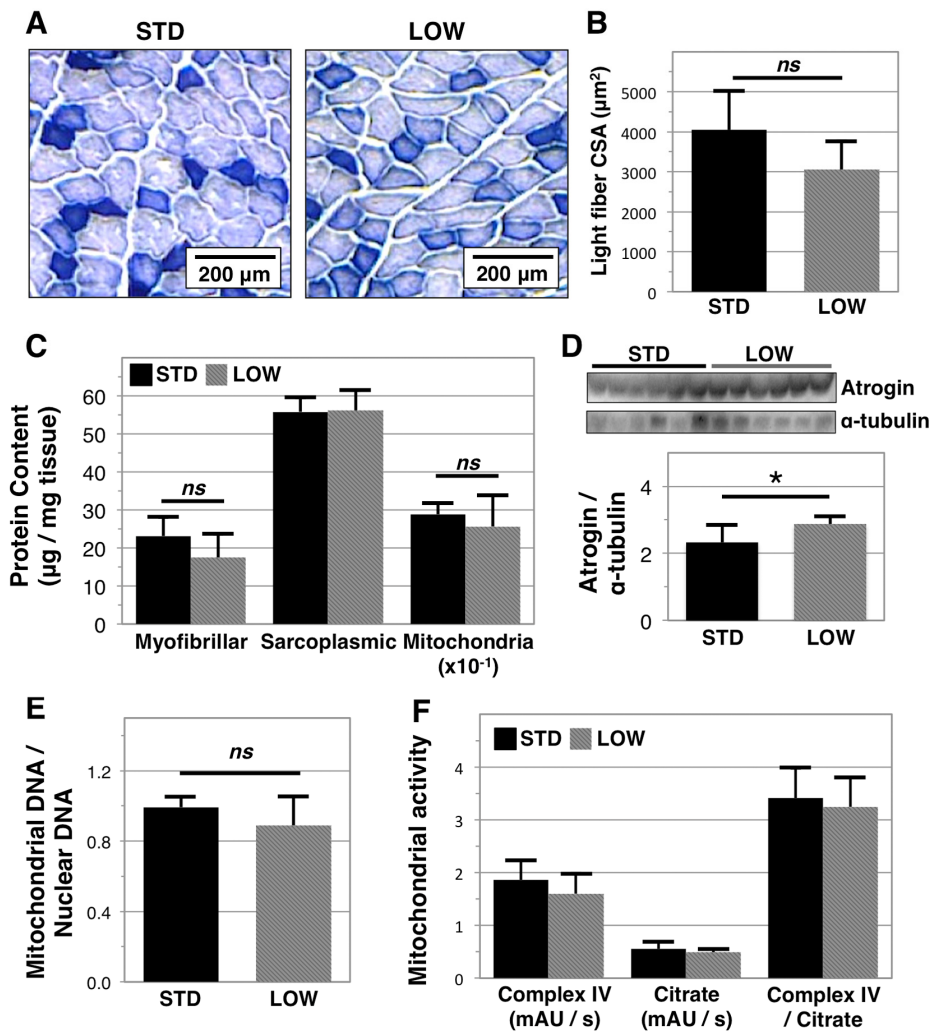 A
STD
LOW
200 µm
200 µm
B
Light fiber CSA (µm²)
5000
4000
3000
2000
1000
0
ns
STD
LOW
C
Protein Content
(µg / mg tissue)
60
50
40
30
20
10
0
STD LOW
ns
ns
Myofibrillar Sarcoplasmic Mitochondria
(x10⁻¹)
D
STD LOW
Atrogin
α-tubulin
Atrogin /
α-tubulin
4
2
0
*
STD
LOW
E
Mitochondrial DNA /
Nuclear DNA
1.2
0.8
0.4
0.0
ns
STD
LOW
F
Mitochondrial activity
4
3
2
1
0
STD LOW
Complex IV
(mAU / s)
Citrate
(mAU / s)
Complex IV
/ Citrate